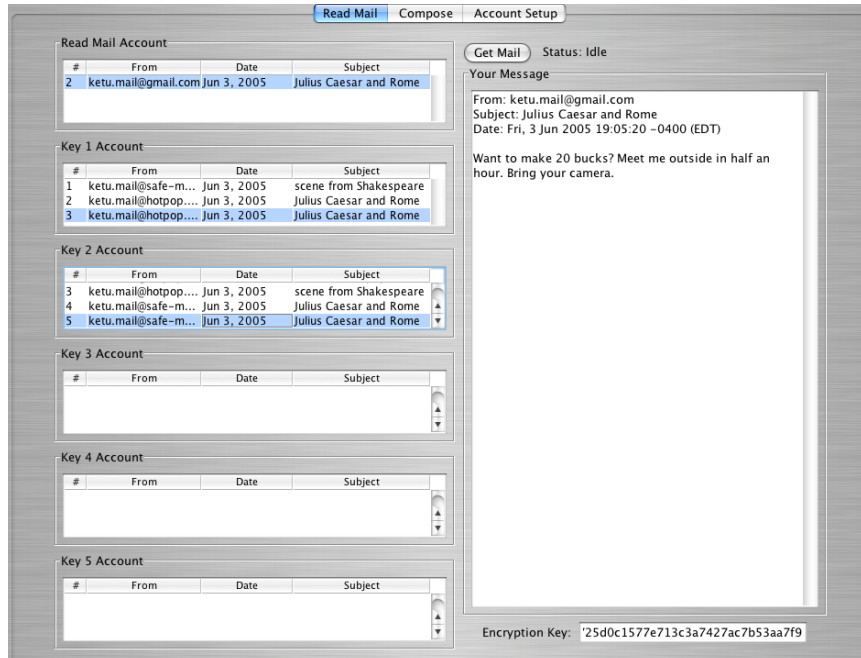 Read Mail Compose Account Setup
Read Mail Account
# From Date Subject
2 ketu.mail@gmail.com Jun 3, 2005 Julius Caesar and Rome
Key 1 Account
# From Date Subject
1 ketu.mail@safe-m... Jun 3, 2005 scene from Shakespeare
2 ketu.mail@hotpop.... Jun 3, 2005 Julius Caesar and Rome
3 ketu.mail@hotpop.... Jun 3, 2005 Julius Caesar and Rome
Key 2 Account
# From Date Subject
3 ketu.mail@hotpop.... Jun 3, 2005 scene from Shakespeare
4 ketu.mail@safe-m... Jun 3, 2005 Julius Caesar and Rome
5 ketu.mail@safe-m... Jun 3, 2005 Julius Caesar and Rome
Key 3 Account
# From Date Subject
Key 4 Account
# From Date Subject
Key 5 Account
# From Date Subject
Get Mail Status: Idle
Your Message
From: ketu.mail@gmail.com
Subject: Julius Caesar and Rome
Date: Fri, 3 Jun 2005 19:05:20 -0400 (EDT)
Want to make 20 bucks? Meet me outside in half an
hour. Bring your camera.
Encryption Key: '25d0c1577e713c3a7427ac7b53aa7f9